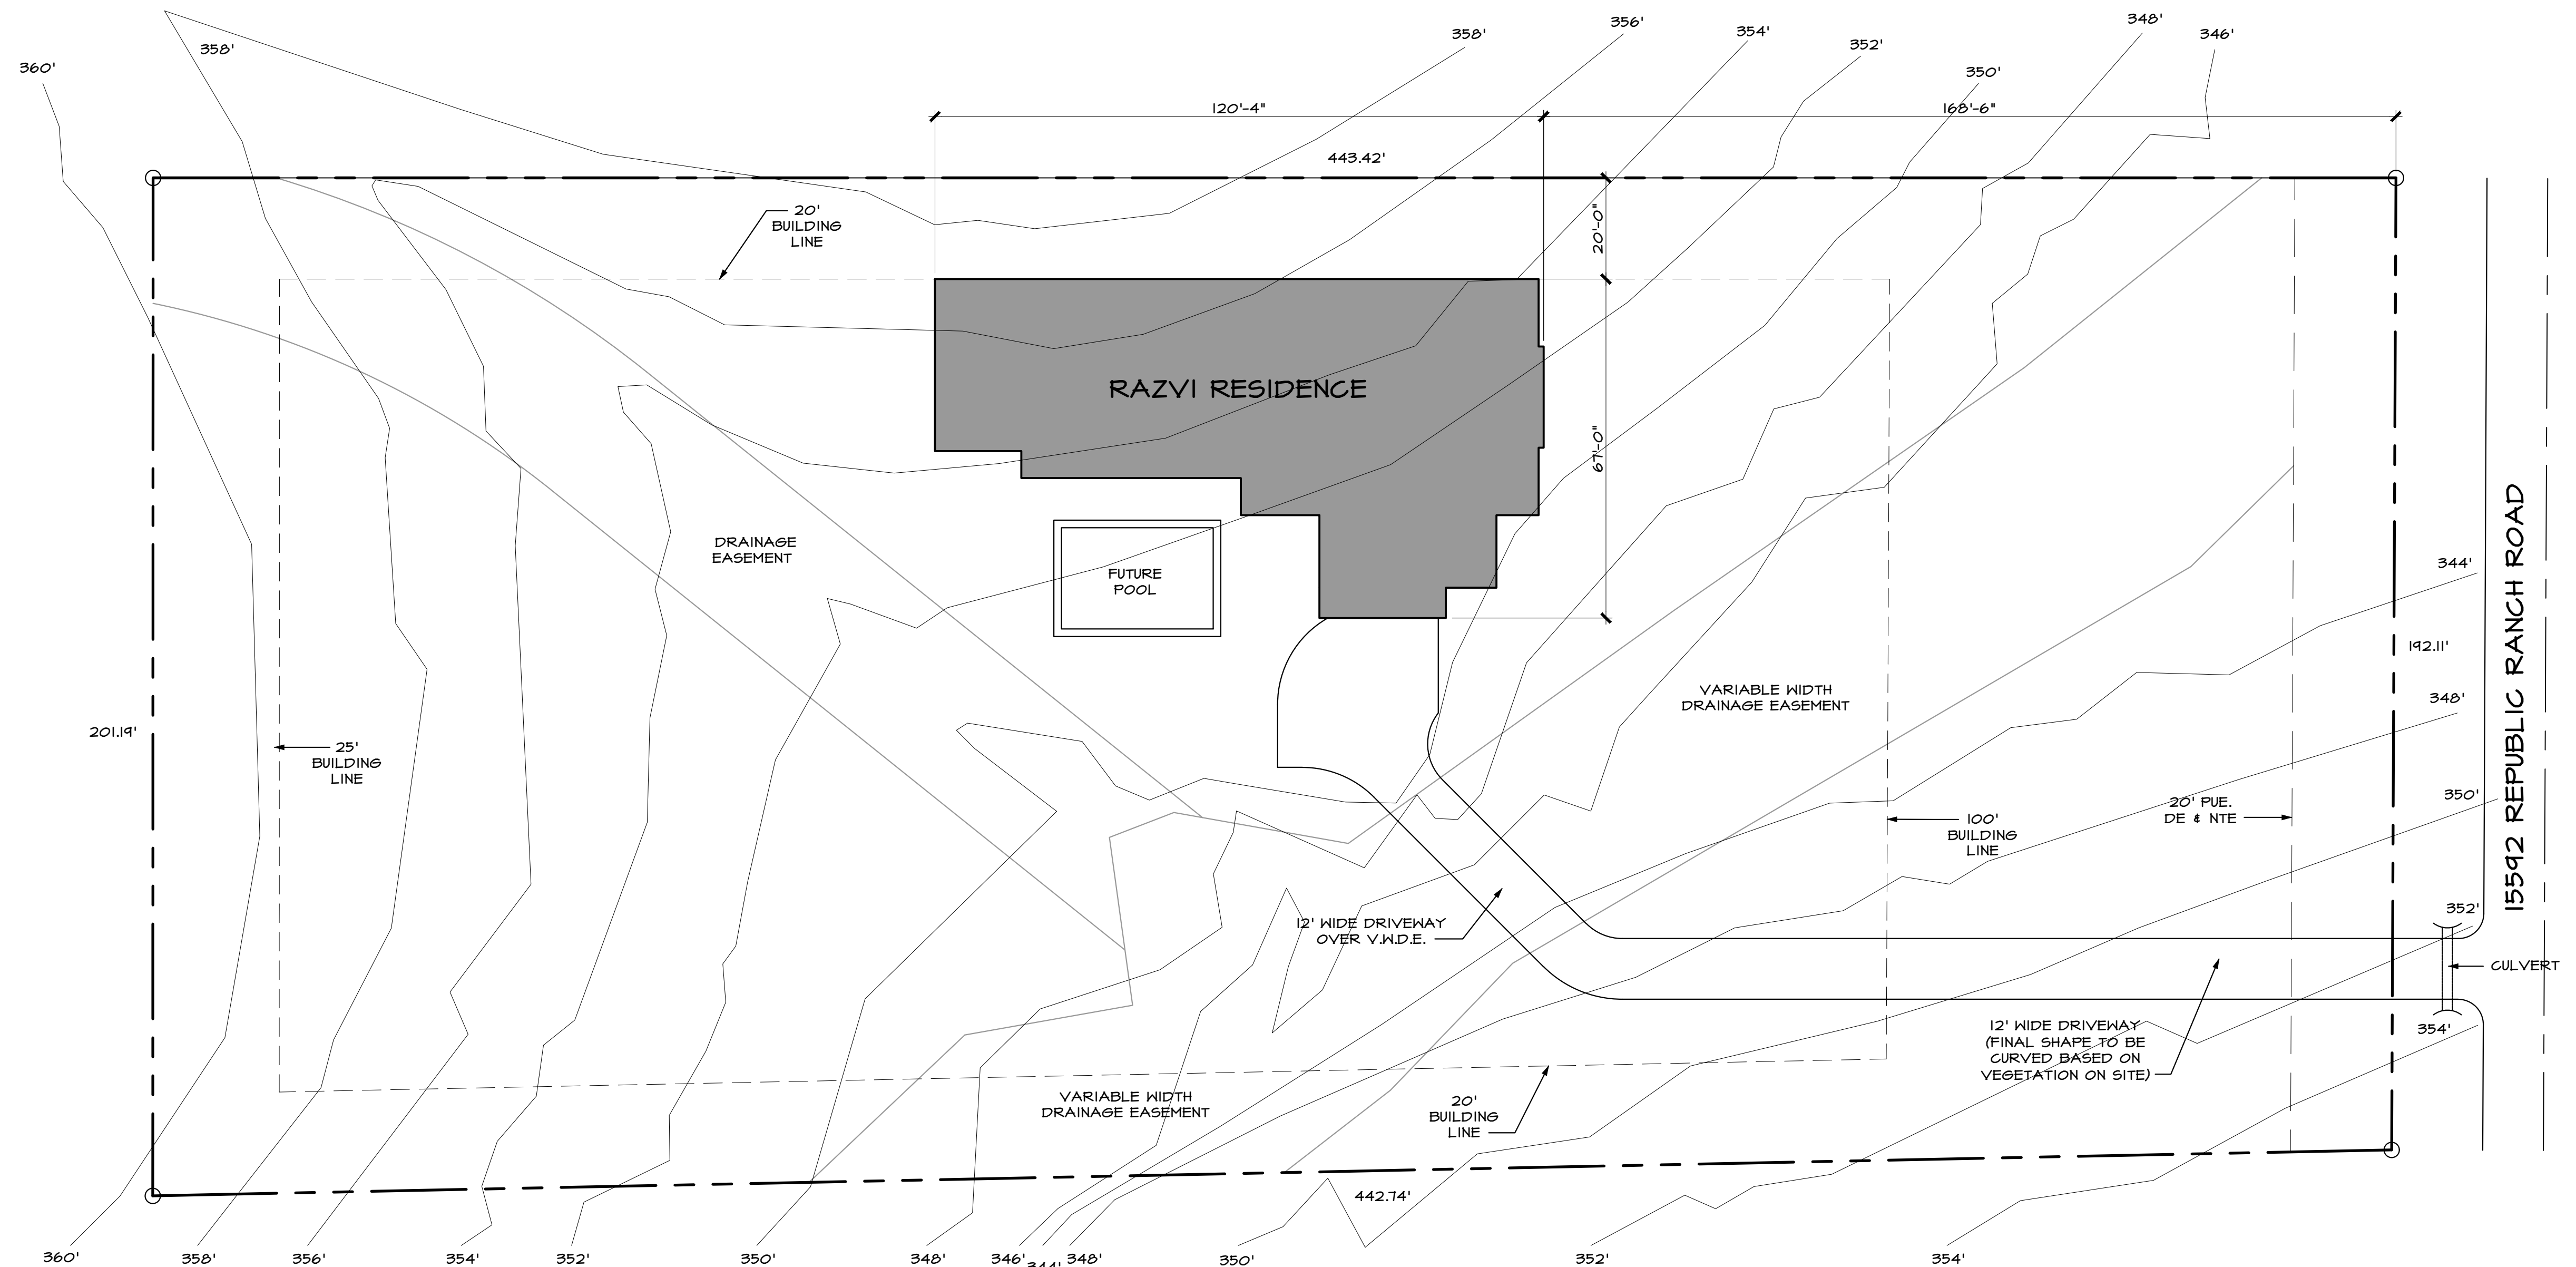 348'
356'
346'
358'
354'
352'
358'
360'
350'
120'-4"
168'-6"
443.42'
20'
BUILDING
LINE
20'-0"
RAZVI RESIDENCE
67'-0"
DRAINAGE
EASEMENT
FUTURE
POOL
344'
192.11'
15592 REPUBLIC RANCH ROAD
VARIABLE WIDTH
DRAINAGE EASEMENT
348'
201.19'
25'
BUILDING
LINE
350'
20' PUE.
DE & NTE
100'
BUILDING
LINE
352'
12' WIDE DRIVEWAY
OVER V.W.D.E.
CULVERT
354'
12' WIDE DRIVEWAY
(FINAL SHAPE TO BE
CURVED BASED ON
VEGETATION ON SITE)
VARIABLE WIDTH
DRAINAGE EASEMENT
20'
BUILDING
LINE
442.74'
360'
358'
356'
354'
352'
350'
348'
346'
344'
348'
350'
352'
354'